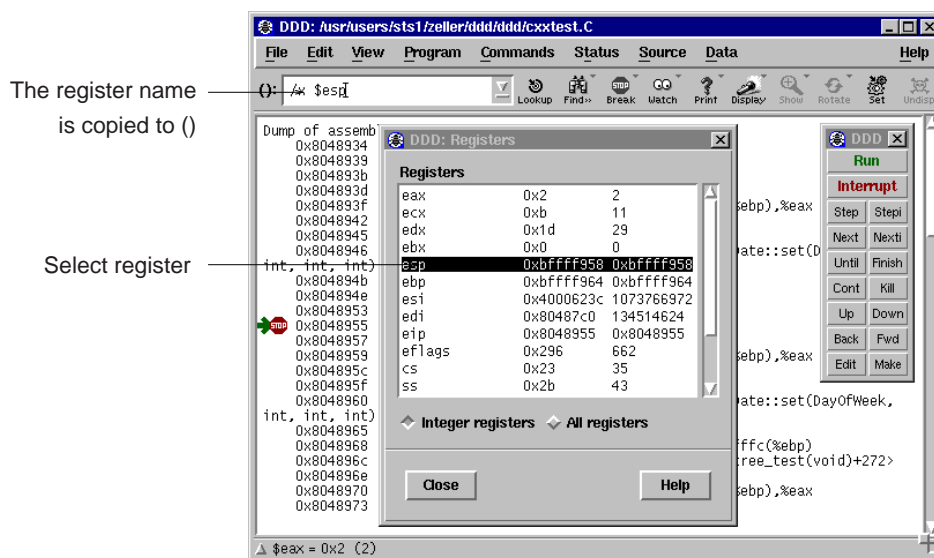 DDD: /usr/users/sts1/zeller/ddd/ddd/cxxtest.C
File Edit View Program Commands Status Source Data Help
The register name
is copied to ()
(): /x $esp
Lookup Find>> Break Watch Print Display Show Rotate Set Undisp
Dump of assemb
0x8048934
0x8048939
0x804893b
0x804893d
0x804893f %ebp),%eax
0x8048942
0x8048945
0x8048946 ate::set(D
int, int, int)
0x804894b
0x804894e
0x8048953
STOP 0x8048955
0x8048957
0x8048959 %ebp),%eax
0x804895c
0x804895f
0x8048960 ate::set(DayOfWeek,
int, int, int)
0x8048965
0x8048968 ffc(%ebp)
0x804896c ree_test(void)+272>
0x804896e
0x8048970 %ebp),%eax
0x8048973
Select register
DDD: Registers
Registers
eax 0x2 2
ecx 0xb 11
edx 0x1d 29
ebx 0x0 0
esp 0xbffff958 0xbffff958
ebp 0xbffff964 0xbffff964
esi 0x4000623c 1073766972
edi 0x80487c0 134514624
eip 0x8048955 0x8048955
eflags 0x296 662
cs 0x23 35
ss 0x2b 43
Integer registers All registers
Close Help
DDD
Run
Interrupt
Step Stepi
Next Nexti
Until Finish
Cont Kill
Up Down
Back Fwd
Edit Make
$eax = 0x2 (2)